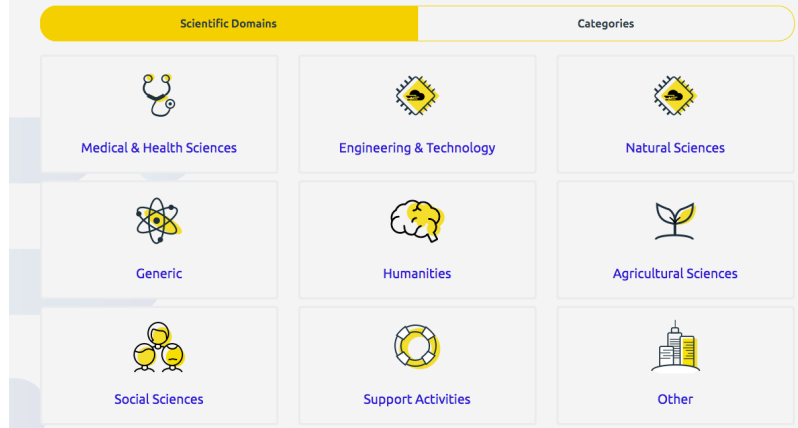 Scientific Domains
Categories
Medical & Health Sciences
Engineering & Technology
Natural Sciences
Generic
Humanities
Agricultural Sciences
Social Sciences
Support Activities
Other